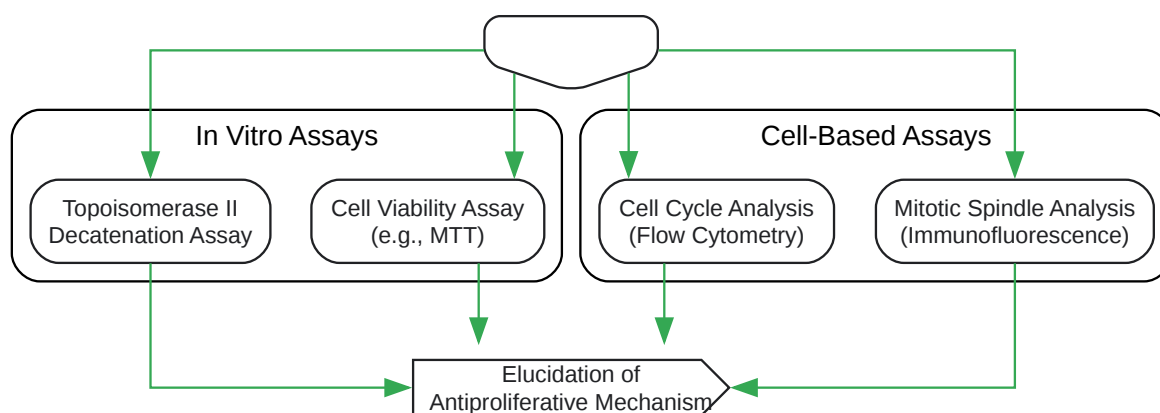 In Vitro Assays
Cell-Based Assays
Topoisomerase II
Decatenation Assay
Cell Viability Assay
(e.g., MTT)
Cell Cycle Analysis
(Flow Cytometry)
Mitotic Spindle Analysis
(Immunofluorescence)
Elucidation of
Antiproliferative Mechanism